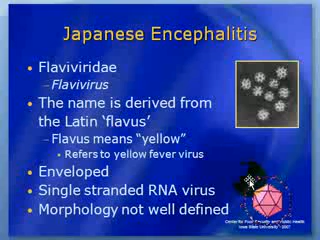 Japanese Encephalitis
• Flaviviridae
– Flavivirus
• The name is derived from
the Latin ‘flavus’
– Flavus means “yellow”
• Refers to yellow fever virus
• Enveloped
• Single stranded RNA virus
• Morphology not well defined
Center for Food Security and Public Health
Iowa State University 2007